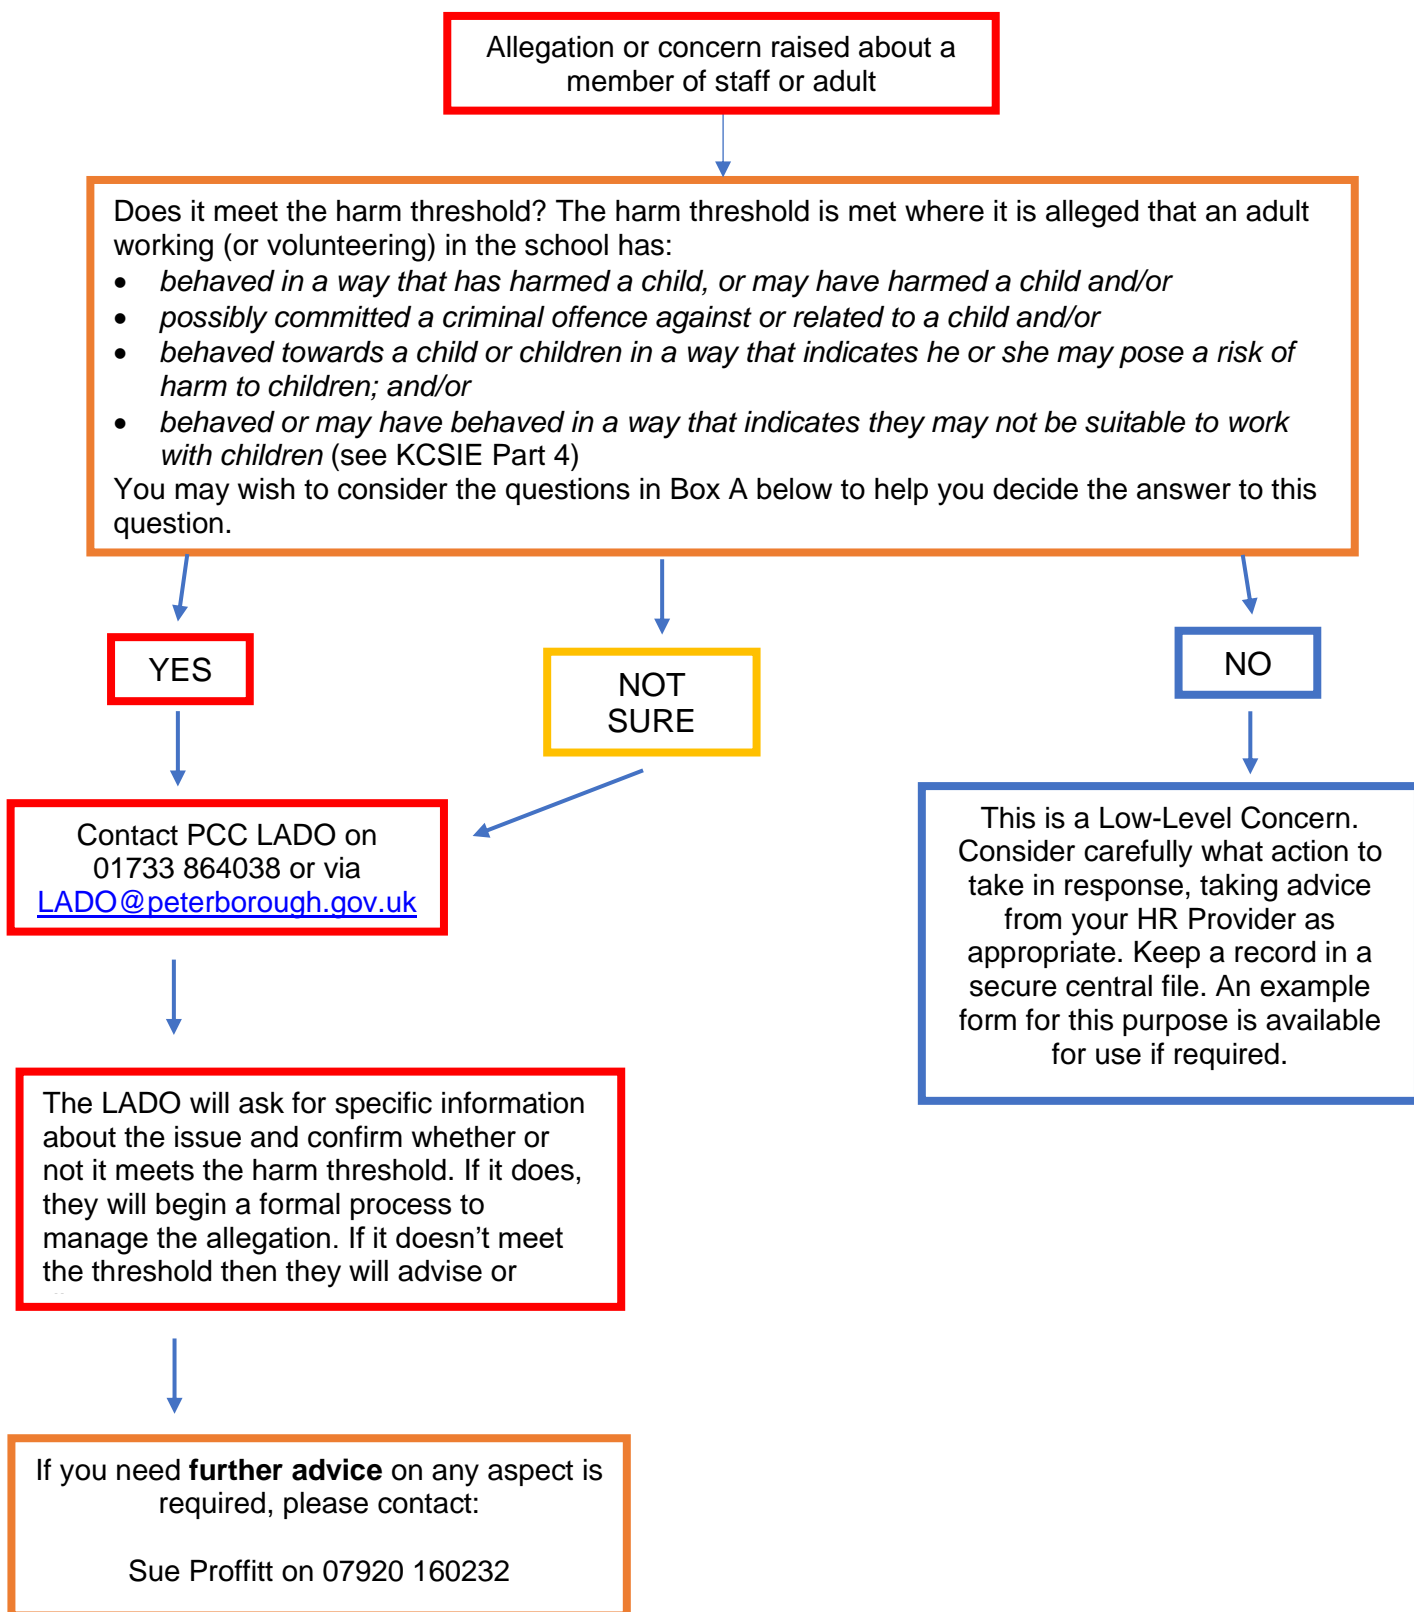 Allegation or concern raised about a
member of staff or adult
Does it meet the harm threshold? The harm threshold is met where it is alleged that an adult
working (or volunteering) in the school has:
• behaved in a way that has harmed a child, or may have harmed a child and/or
• possibly committed a criminal offence against or related to a child and/or
• behaved towards a child or children in a way that indicates he or she may pose a risk of
harm to children; and/or
• behaved or may have behaved in a way that indicates they may not be suitable to work
with children (see KCSIE Part 4)
You may wish to consider the questions in Box A below to help you decide the answer to this
question.
YES
NOT
SURE
NO
Contact PCC LADO on
01733 864038 or via
LADO@peterborough.gov.uk
This is a Low-Level Concern.
Consider carefully what action to
take in response, taking advice
from your HR Provider as
appropriate. Keep a record in a
secure central file. An example
form for this purpose is available
for use if required.
The LADO will ask for specific information
about the issue and confirm whether or
not it meets the harm threshold. If it does,
they will begin a formal process to
manage the allegation. If it doesn’t meet
the threshold then they will advise or
If you need further advice on any aspect is
required, please contact:
Sue Proffitt on 07920 160232